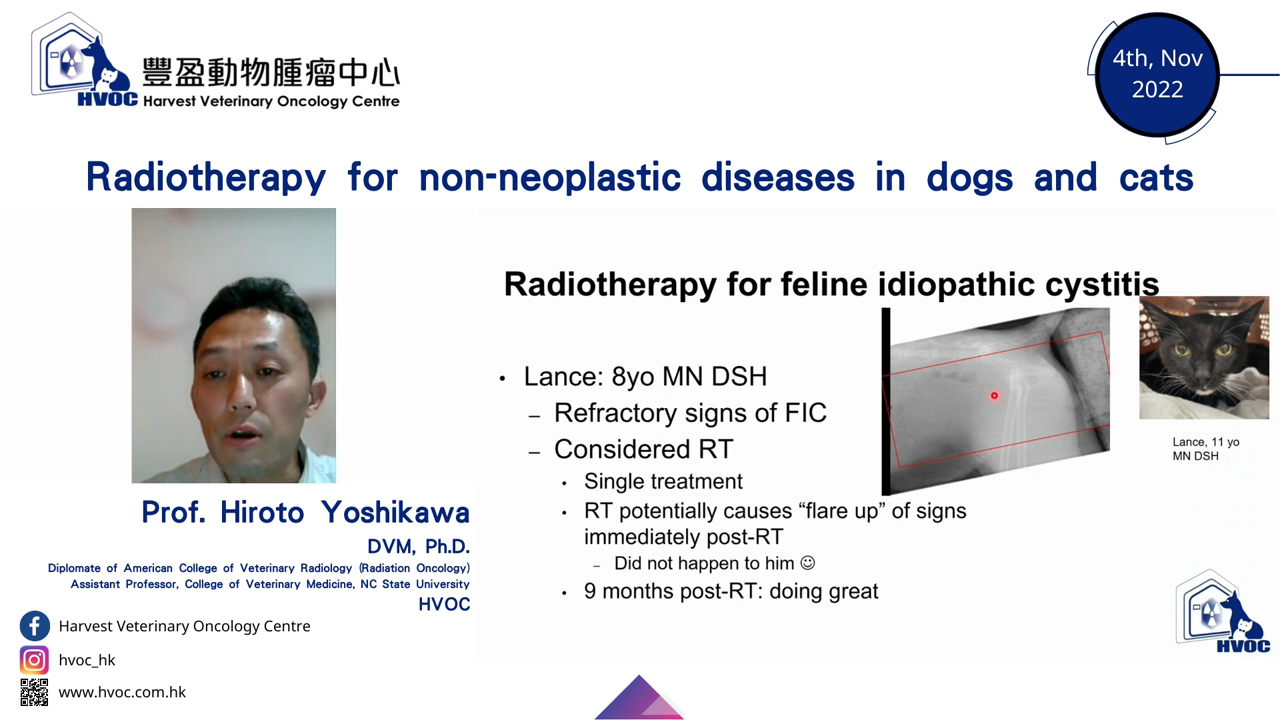 豐盈動物腫瘤中心
HVOC Harvest Veterinary Oncology Centre
4th, Nov
2022
Radiotherapy for non-neoplastic diseases in dogs and cats
Prof. Hiroto Yoshikawa
DVM, Ph.D.
Diplomate of American College of Veterinary Radiology (Radiation Oncology)
Assistant Professor, College of Veterinary Medicine, NC State University
HVOC
Harvest Veterinary Oncology Centre
hvoc_hk
www.hvoc.com.hk
Radiotherapy for feline idiopathic cystitis
• Lance: 8yo MN DSH
– Refractory signs of FIC
– Considered RT
• Single treatment
• RT potentially causes “flare up” of signs
immediately post-RT
– Did not happen to him ☺
• 9 months post-RT: doing great
Lance, 11 yo
MN DSH
HVOC